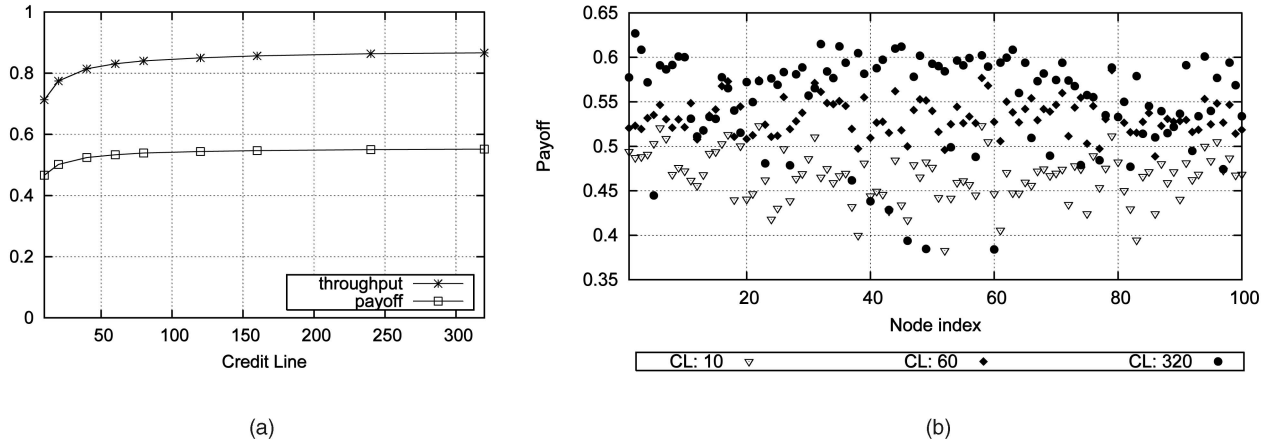 1
0.8
0.6
0.4
0.2
0
50 100 150 200 250 300
Credit Line
throughput
payoff
(a)
0.65
0.6
0.55
0.5
0.45
0.4
0.35
Payoff
20 40 60 80 100
Node index
CL: 10 CL: 60 CL: 320
(b)